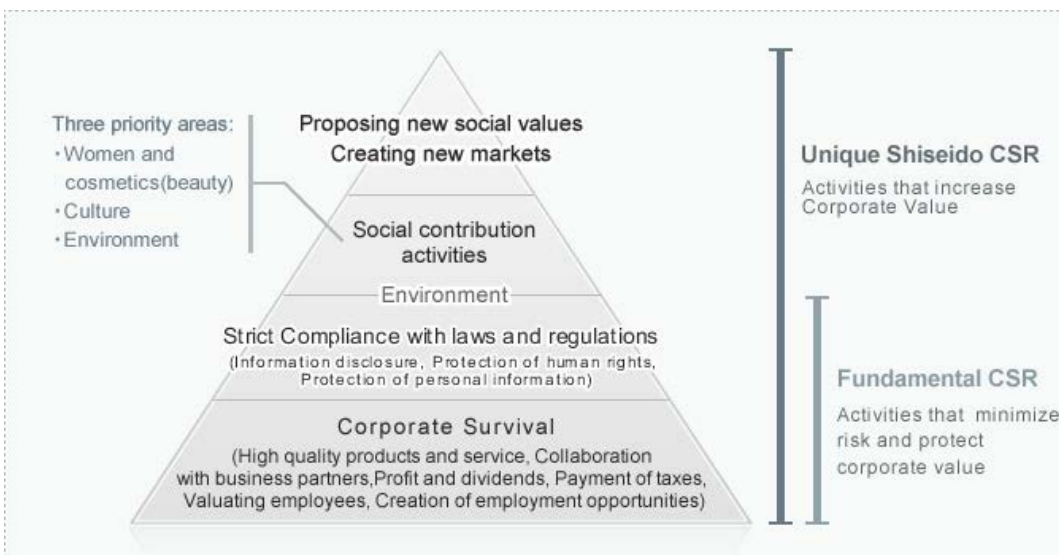 Three priority areas:
・Women and
cosmetics(beauty)
・Culture
・Environment
Proposing new social values
Creating new markets
Social contribution
activities
Environment
Strict Compliance with laws and regulations
(Information disclosure, Protection of human rights,
Protection of personal information)
Corporate Survival
(High quality products and service, Collaboration
with business partners,Profit and dividends, Payment of taxes,
Valuating employees, Creation of employment opportunities)
Unique Shiseido CSR
Activities that increase
Corporate Value
Fundamental CSR
Activities that minimize
risk and protect
corporate value